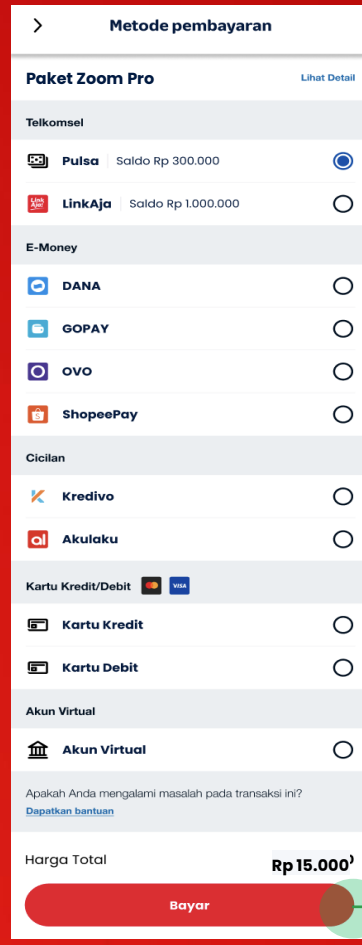 Metode pembayaran
Paket Zoom Pro Lihat Detail
Telkomsel
Pulsa Saldo Rp 300.000
LinkAja Saldo Rp 1.000.000
E-Money
DANA
GOPAY
OVO
ShopeePay
Cicilan
Kredivo
Akulaku
Kartu Kredit/Debit VISA
Kartu Kredit
Kartu Debit
Akun Virtual
Akun Virtual
Apakah Anda mengalami masalah pada transaksi ini?
Dapatkan bantuan
Harga Total Rp 15.000
Bayar